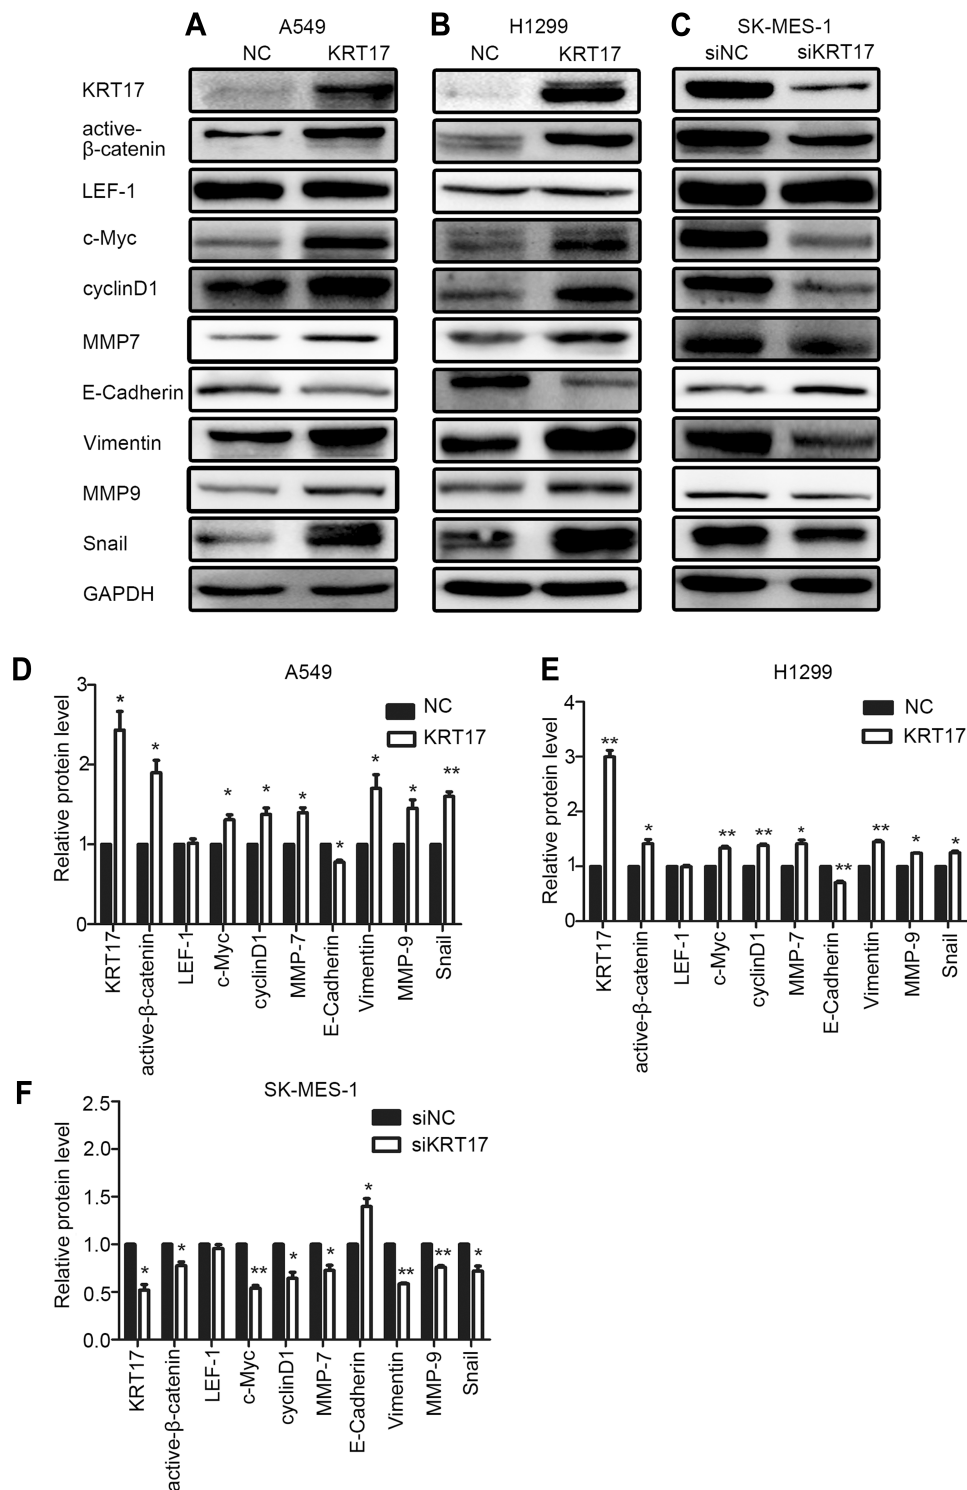 A
A549
NC KRT17
B
H1299
NC KRT17
C
SK-MES-1
siNC siKRT17
KRT17
active-
β-catenin
LEF-1
c-Myc
cyclinD1
MMP7
E-Cadherin
Vimentin
MMP9
Snail
GAPDH
D
A549
Relative protein level
3
2
1
0
NC
KRT17
*
*
*
*
*
*
*
*
**
KRT17
active-β-catenin
LEF-1
c-Myc
cyclinD1
MMP-7
E-Cadherin
Vimentin
MMP-9
Snail
E
H1299
Relative protein level
4
3
2
1
0
NC
KRT17
**
*
**
**
*
**
**
*
*
KRT17
active-β-catenin
LEF-1
c-Myc
cyclinD1
MMP-7
E-Cadherin
Vimentin
MMP-9
Snail
F
SK-MES-1
Relative protein level
2.5
2.0
1.5
1.0
0.5
0.0
siNC
siKRT17
*
*
**
*
*
*
**
**
*
KRT17
active-β-catenin
LEF-1
c-Myc
cyclinD1
MMP-7
E-Cadherin
Vimentin
MMP-9
Snail